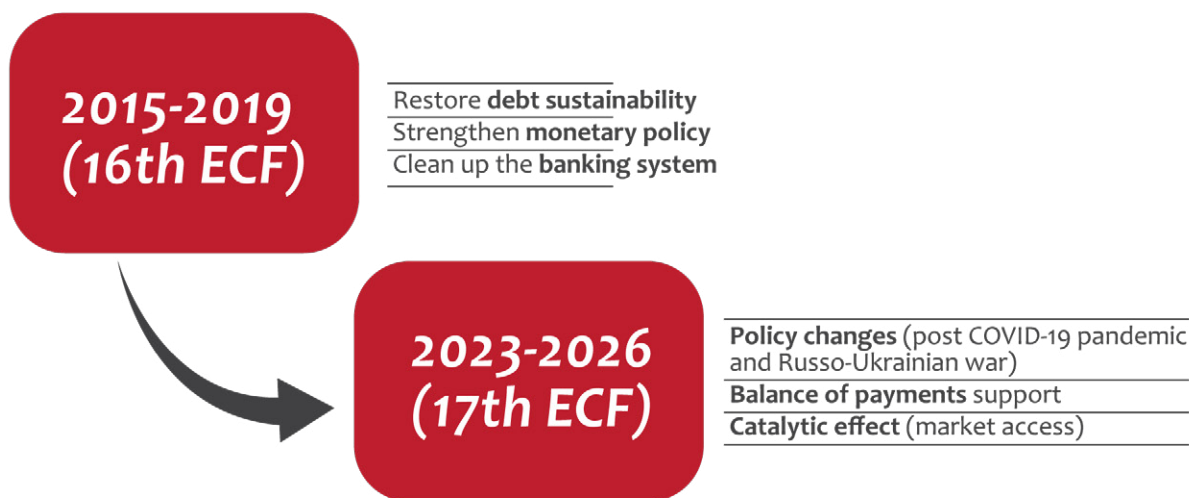 2015-2019
(16th ECF)
Restore debt sustainability
Strengthen monetary policy
Clean up the banking system
2023-2026
(17th ECF)
Policy changes (post COVID-19 pandemic
and Russo-Ukrainian war)
Balance of payments support
Catalytic effect (market access)